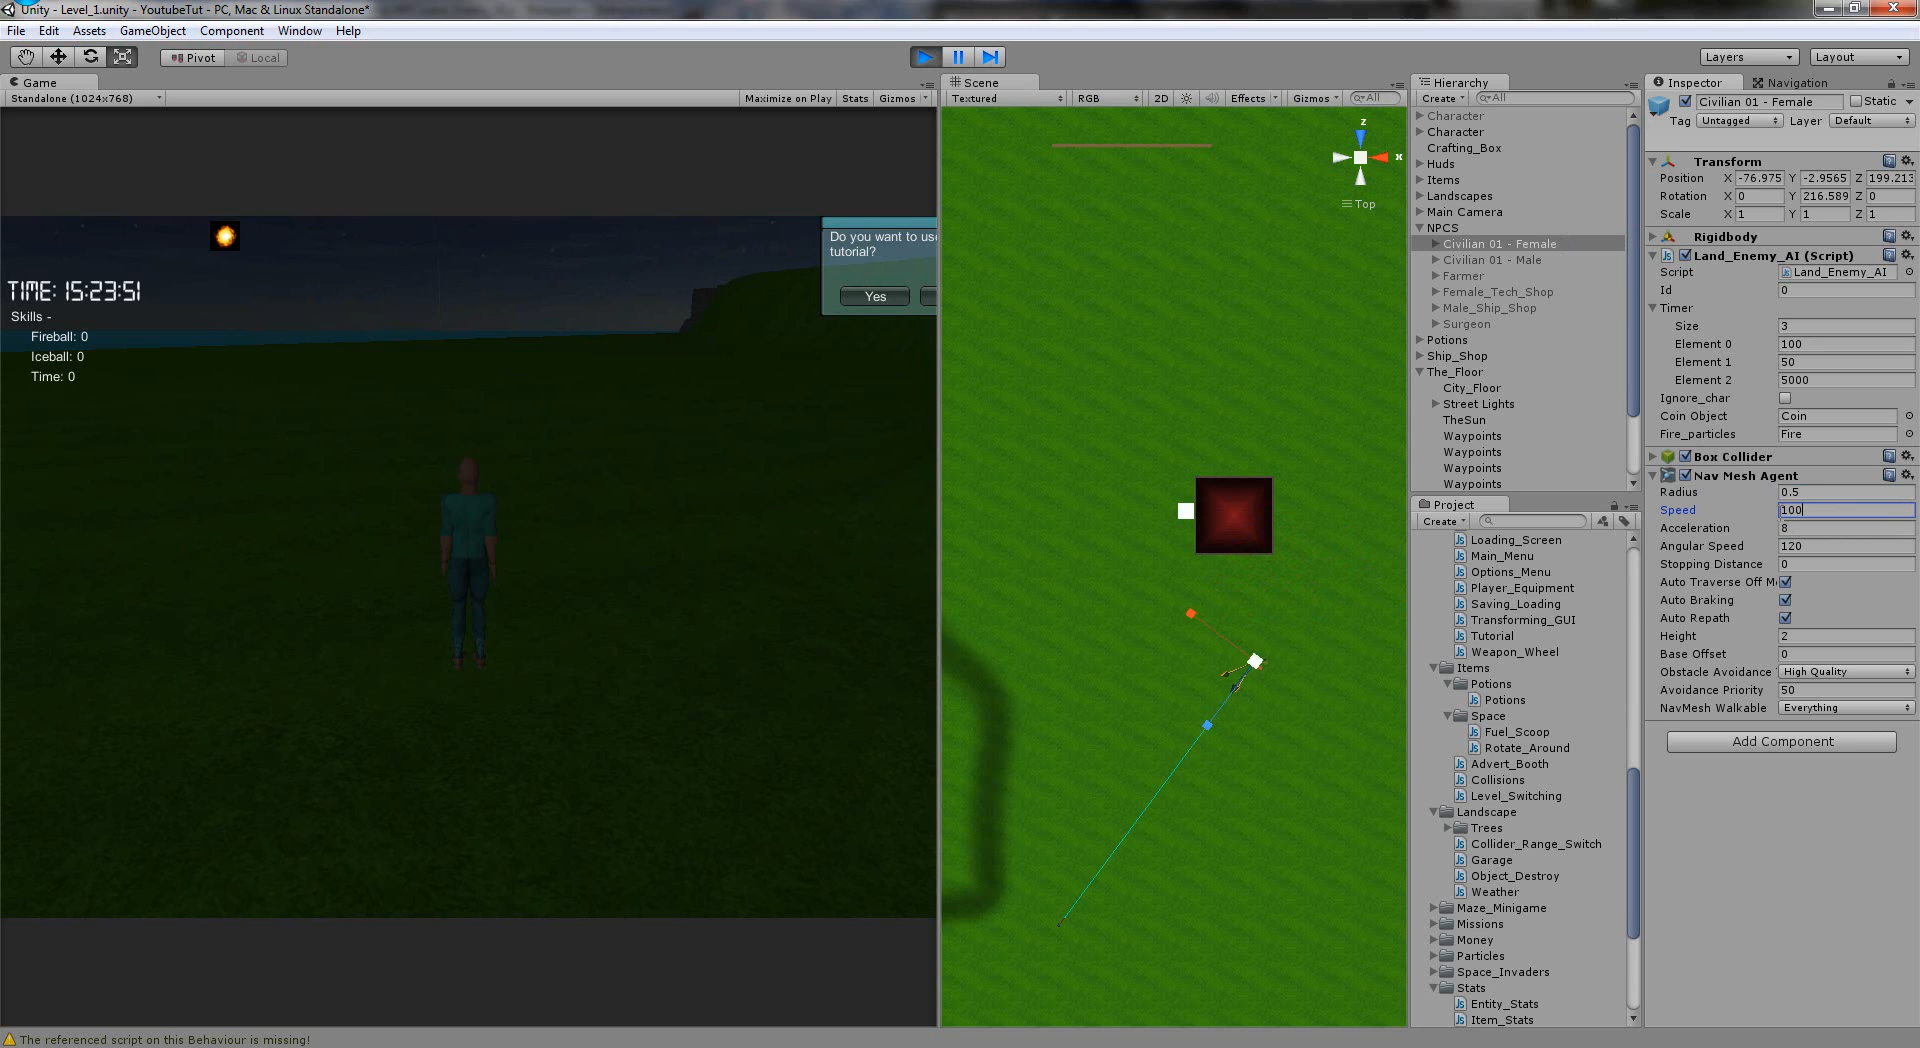 Unity - Level_1.unity - YoutubeTut - PC, Mac & Linux Standalone*
File Edit Assets GameObject Component Window Help
Pivot Local Layers Layout
Game
Standalone (1024x768) Maximize on Play Stats Gizmos
Do you want to use
tutorial?
Yes
TIME: 15:23:51
Skills -
Fireball: 0
Iceball: 0
Time: 0
Scene
Textured RGB 2D Effects Gizmos All
z
x
Top
Hierarchy
Create All
Character
Character
Crafting_Box
Huds
Items
Landscapes
Main Camera
NPCS
Civilian 01 - Female
Civilian 01 - Male
Farmer
Female_Tech_Shop
Male_Ship_Shop
Surgeon
Potions
Ship_Shop
The_Floor
City_Floor
Street Lights
TheSun
Waypoints
Waypoints
Waypoints
Waypoints
Project
Create
Loading_Screen
Main_Menu
Options_Menu
Player_Equipment
Saving_Loading
Transforming_GUI
Tutorial
Weapon_Wheel
Items
Potions
Potions
Space
Fuel_Scoop
Rotate_Around
Advert_Booth
Collisions
Level_Switching
Landscape
Trees
Collider_Range_Switch
Garage
Object_Destroy
Weather
Maze_Minigame
Missions
Money
Particles
Space_Invaders
Stats
Entity_Stats
Item_Stats
Inspector Navigation
Civilian 01 - Female Static
Tag Untagged Layer Default
Transform
Position X -76.975 Y -2.9565 Z 199.213
Rotation X 0 Y 216.589 Z 0
Scale X 1 Y 1 Z 1
Rigidbody
Land_Enemy_AI (Script)
Script Land_Enemy_AI
Id 0
Timer
Size 3
Element 0 100
Element 1 50
Element 2 5000
Ignore_char
Coin Object Coin
Fire_particles Fire
Box Collider
Nav Mesh Agent
Radius 0.5
Speed 100
Acceleration 8
Angular Speed 120
Stopping Distance 0
Auto Traverse Off M
Auto Braking
Auto Repath
Height 2
Base Offset 0
Obstacle Avoidance High Quality
Avoidance Priority 50
NavMesh Walkable Everything
Add Component
The referenced script on this Behaviour is missing!